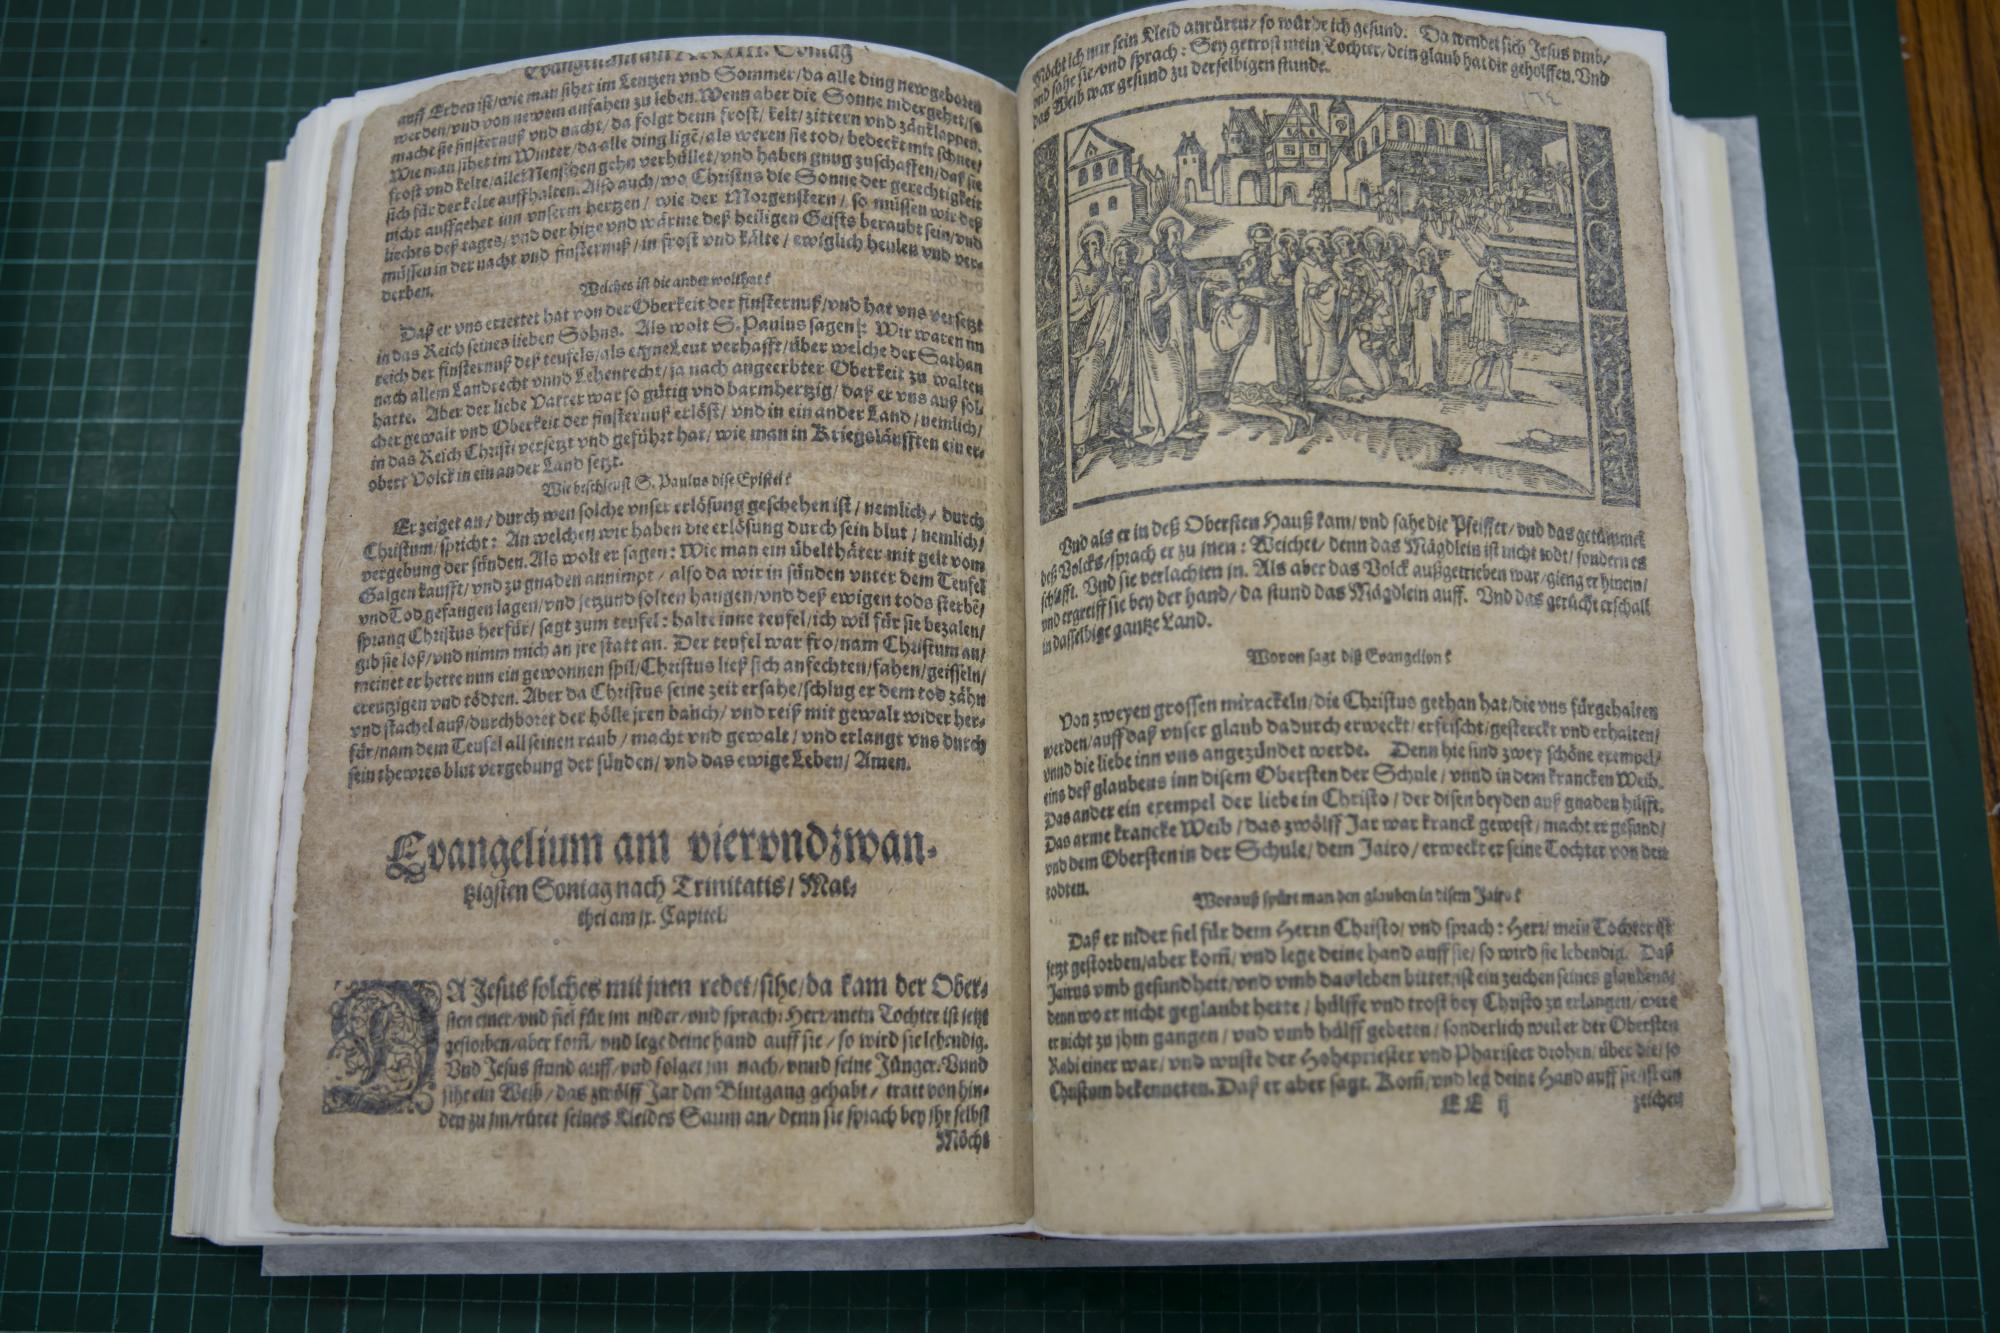 auff Erden ist/wie man sihet im Lentzen vnd Sommer/da alle ding new geboren
werden/vnd von newem anfahen zu leben. Wenn aber die Sonne nider gehet/so
macht sie finsternuß vnd nacht/da folgt denn frost/kelt/zittern vnd zänklappen.
Wie man sihet im Winter/da alle ding ligẽ/als weren sie tod/bedeckt mit schnee/
frost vnd kelte/alle Menschen gehn verhüllet/vnd haben gnug zuschaffen/daß sie
sich für der kelte auffhalten. Also auch/wo Christus die Sonne der gerechtigkeit
nicht auffgehet inn vnserm hertzen/wie der Morgenstern/so müssen wir deß
liechts deß tages/vnd der hitze vnd wärme deß heiligen Geists beraubt sein/vnd
müssen in der nacht vnd finsternuß/in frost vnd kälte/ewiglich heulen vnd ver-
derben.
Welches ist die ander wolthat?
Daß er vns errettet hat von der Oberkeit der finsternuß/vnd hat vns versetzt
in das Reich seines lieben Sohns. Als wolt S. Paulus sagen: Wir waren im
reich der finsternuß deß teufels/als eigne Leut verhafft/über welche der Sathan
nach allem Landrecht vnnd Lehenrecht/ja nach angeerbter Oberkeit zu walten
hatte. Aber der liebe Vatter war so gütig vnd barmhertzig/daß er vns auß sol-
cher gewalt vnd Oberkeit der finsternuß erlöst/vnd in ein ander Land/nemlich/
in das Reich Christi versetzt vnd geführt hat/wie man in Kriegsläufften ein er-
obert Volck in ein ander Land setzt.
Wie beschleust S. Paulus dise Epistel?
Er zeiget an/durch wen solche vnser erlösung geschehen ist/nemlich/durch
Christum/spricht: An welchen wir haben die erlösung durch sein blut/nemlich/
vergebung der sünden. Als wolt er sagen: Wie man ein übelthäter mit gelt vom
Galgen kaufft/vnd zu gnaden annimpt/also da wir in sünden vnter dem Teufel
vnd Tod gefangen lagen/vnd jetzund solten hangen/vnd deß ewigen tods sterbẽ/
sprang Christus herfür/sagt zum teufel: halt inne teufel/ich wil für sie bezalen/
gib sie loß/vnd nimm mich an jre statt an. Der teufel war fro/nam Christum an/
meinet er hette nun ein gewonnen spil/Christus ließ sich anfechten/fahen/geisseln/
creutzigen vnd tödten. Aber da Christus seine zeit ersahe/schlug er dem tod zähn
vnd stachel auß/durchboret der hölle jren bauch/vnd reiß mit gewalt wider her-
für/nam dem Teufel all seinen raub/macht vnd gewalt/vnd erlangt vns durch
sein thewres blut vergebung der sünden/vnd das ewige Leben/Amen.
Evangelium am viervndzwan-
tzigsten Sontag nach Trinitatis/Mat-
thei am jx. Capitel.
DA Jesus solches mit jnen redet/sihe/da kam der Ober-
sten einer/vnd fiel für im nider/vnd sprach: Herr/mein Tochter ist jetzt
gestorben/aber kom̃/vnd lege deine hand auff sie/so wird sie lebendig.
Vnd Jesus stund auff/vnd folget jm nach/vnnd seine Jünger. Vnnd
sihe ein Weib/das zwölff Jar den Blutgang gehabt/tratt von hin-
den zu jm/rüret seines Kleides Saum an/denn sie sprach bey ihr selbst
Möcht
Möcht ich nur sein Kleid anrüren/so würde ich gesund. Da wendet sich Jesus vmb/
vnd sahe sie/vnd sprach: Sey getrost mein Tochter/dein glaub hat dir geholffen. Vnd
das Weib war gesund zu derselbigen stunde.
Vnd als er in deß Obersten Hauß kam/vnd sahe die Pfeiffer/vnd das getümmel
deß Volcks/sprach er zu jnen: Weichet/denn das Mägdlein ist nicht todt/sondern es
schläfft. Vnd sie verlachten jn. Als aber das Volck außgetrieben war/gieng er hinein/
vnd ergreiff sie bey der hand/da stund das Mägdlein auff. Vnd das gerücht erschall
in dasselbige gantze Land.
Wovon sagt diß Evangelion?
Von zweyen grossen mirackeln/die Christus gethan hat/die vns fürgehalten
werden/auff daß vnser glaub dadurch erweckt/erfrischt/gesterckt vnd erhalten/
vnnd die liebe inn vns angezündet werde. Denn hie sind zwey schöne exempel/
eins deß glaubens inn disem Obersten der Schule/vnnd in dem krancken Weib.
Das ander ein exempel der liebe in Christo/der disen beyden auß gnaden hilfft.
Das arme krancke Weib/das zwölff Jar war kranck gewest/macht er gesund/
vnd dem Obersten in der Schule/dem Jairo/erweckt er seine Tochter von den
todten.
Worauß spürt man den glauben in disem Jairo?
Daß er nider fiel für dem Herrn Christo/vnd sprach: Herr/mein Tochter ist
jetzt gestorben/aber kom̃/vnd lege deine hand auff sie/so wird sie lebendig. Daß
Jairus vmb gesundheit/vnd vmb das leben bittet/ist ein zeichen seines glaubens/
denn wo er nicht geglaubt hette/hülffe vnd trost bey Christo zu erlangen/were
er nicht zu jhm gangen/vnd vmb hülff gebeten/sonderlich weil er der Obersten
Rabi einer war/vnd wuste der Hohepriester vnd Phariseer drohen/über die/so
Christum bekenneten. Daß er aber sagt. Kom̃/vnd leg deine Hand auff sie/ist ein
EE ij
zeichen